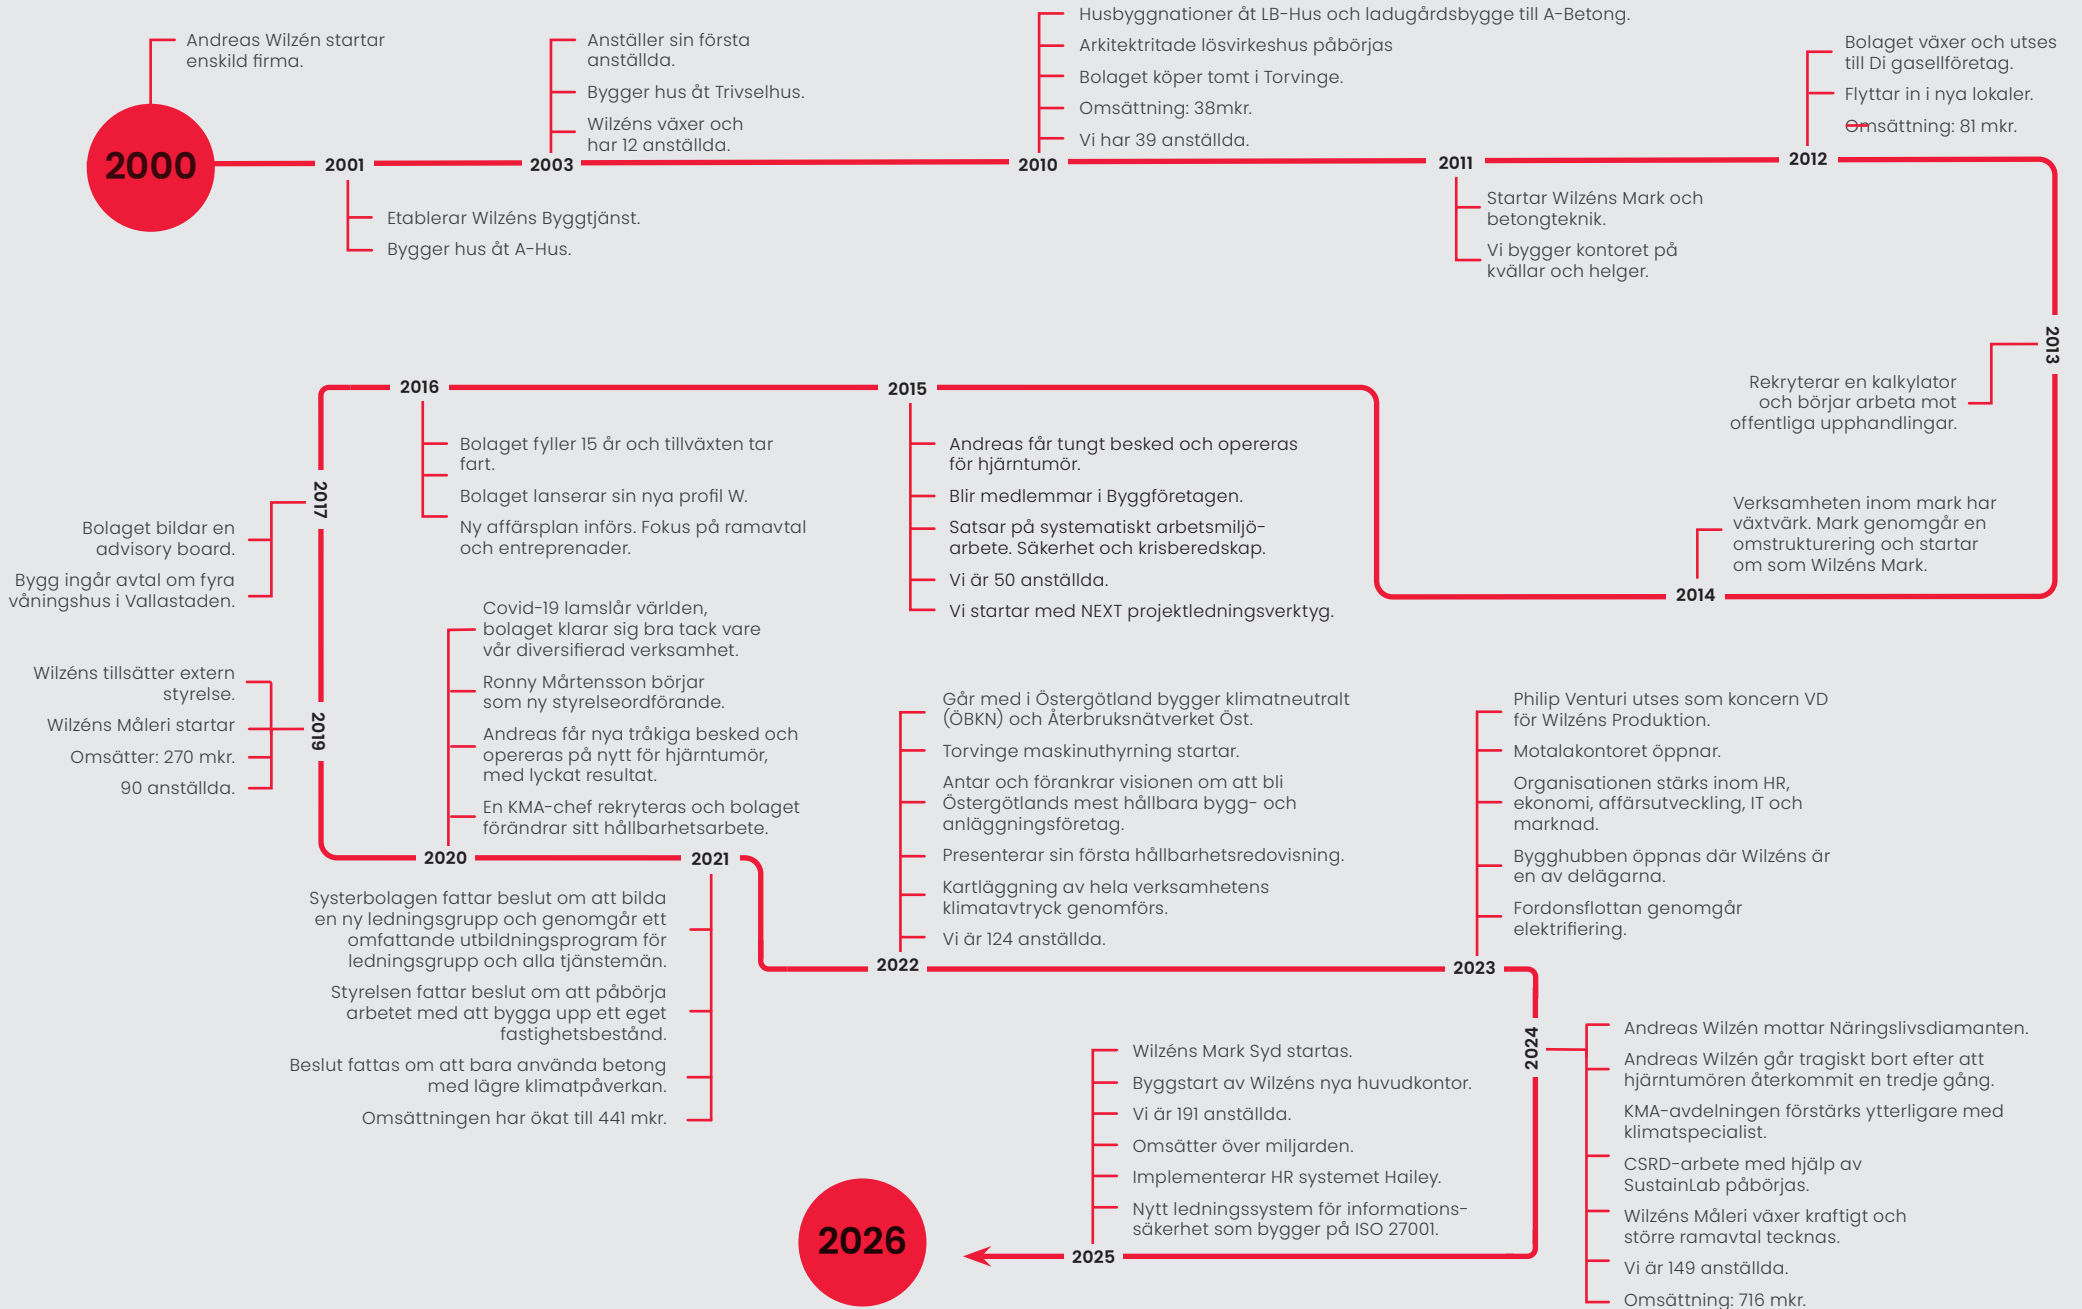 2000
Andreas Wilzén startar
enskild firma.
2001
Etablerar Wilzéns Byggtjänst.
Bygger hus åt A-Hus.
2003
Anställer sin första
anställda.
Bygger hus åt Trivselhus.
Wilzéns växer och
har 12 anställda.
2010
Husbyggnationer åt LB-Hus och ladugårdsbygge till A-Betong.
Arkitektritade lösvirkeshus påbörjas
Bolaget köper tomt i Torvinge.
Omsättning: 38mkr.
Vi har 39 anställda.
2011
Startar Wilzéns Mark och
betongteknik.
Vi bygger kontoret på
kvällar och helger.
2012
Bolaget växer och utses
till Di gasellföretag.
Flyttar in i nya lokaler.
Omsättning: 81 mkr.
2013
Rekryterar en kalkylator
och börjar arbeta mot
offentliga upphandlingar.
2014
Verksamheten inom mark har
växtvärk. Mark genomgår en
omstrukturering och startar
om som Wilzéns Mark.
2015
Andreas får tungt besked och opereras
för hjärntumör.
Blir medlemmar i Byggföretagen.
Satsar på systematiskt arbetsmiljö-
arbete. Säkerhet och krisberedskap.
Vi är 50 anställda.
Vi startar med NEXT projektledningsverktyg.
2016
Bolaget fyller 15 år och tillväxten tar
fart.
Bolaget lanserar sin nya profil W.
Ny affärsplan införs. Fokus på ramavtal
och entreprenader.
2017
Bolaget bildar en
advisory board.
Bygg ingår avtal om fyra
våningshus i Vallastaden.
2019
Wilzéns tillsätter extern
styrelse.
Wilzéns Måleri startar
Omsätter: 270 mkr.
90 anställda.
2020
Covid-19 lamslår världen,
bolaget klarar sig bra tack vare
vår diversifierad verksamhet.
Ronny Mårtensson börjar
som ny styrelseordförande.
Andreas får nya tråkiga besked och
opereras på nytt för hjärntumör,
med lyckat resultat.
En KMA-chef rekryteras och bolaget
förändrar sitt hållbarhetsarbete.
2021
Systerbolagen fattar beslut om att bilda
en ny ledningsgrupp och genomgår ett
omfattande utbildningsprogram för
ledningsgrupp och alla tjänstemän.
Styrelsen fattar beslut om att påbörja
arbetet med att bygga upp ett eget
fastighetsbestånd.
Beslut fattas om att bara använda betong
med lägre klimatpåverkan.
Omsättningen har ökat till 441 mkr.
2022
Går med i Östergötland bygger klimatneutralt
(ÖBKN) och Återbruksnätverket Öst.
Torvinge maskinuthyrning startar.
Antar och förankrar visionen om att bli
Östergötlands mest hållbara bygg- och
anläggningsföretag.
Presenterar sin första hållbarhetsredovisning.
Kartläggning av hela verksamhetens
klimatavtryck genomförs.
Vi är 124 anställda.
2023
Philip Venturi utses som koncern VD
för Wilzéns Produktion.
Motalakontoret öppnar.
Organisationen stärks inom HR,
ekonomi, affärsutveckling, IT och
marknad.
Bygghubben öppnas där Wilzéns är
en av delägarna.
Fordonsflottan genomgår
elektrifiering.
2024
Andreas Wilzén mottar Näringslivsdiamanten.
Andreas Wilzén går tragiskt bort efter att
hjärntumören återkommit en tredje gång.
KMA-avdelningen förstärks ytterligare med
klimatspecialist.
CSRD-arbete med hjälp av
SustainLab påbörjas.
Wilzéns Måleri växer kraftigt och
större ramavtal tecknas.
Vi är 149 anställda.
Omsättning: 716 mkr.
2025
Wilzéns Mark Syd startas.
Byggstart av Wilzéns nya huvudkontor.
Vi är 191 anställda.
Omsätter över miljarden.
Implementerar HR systemet Hailey.
Nytt ledningssystem för informations-
säkerhet som bygger på ISO 27001.
2026